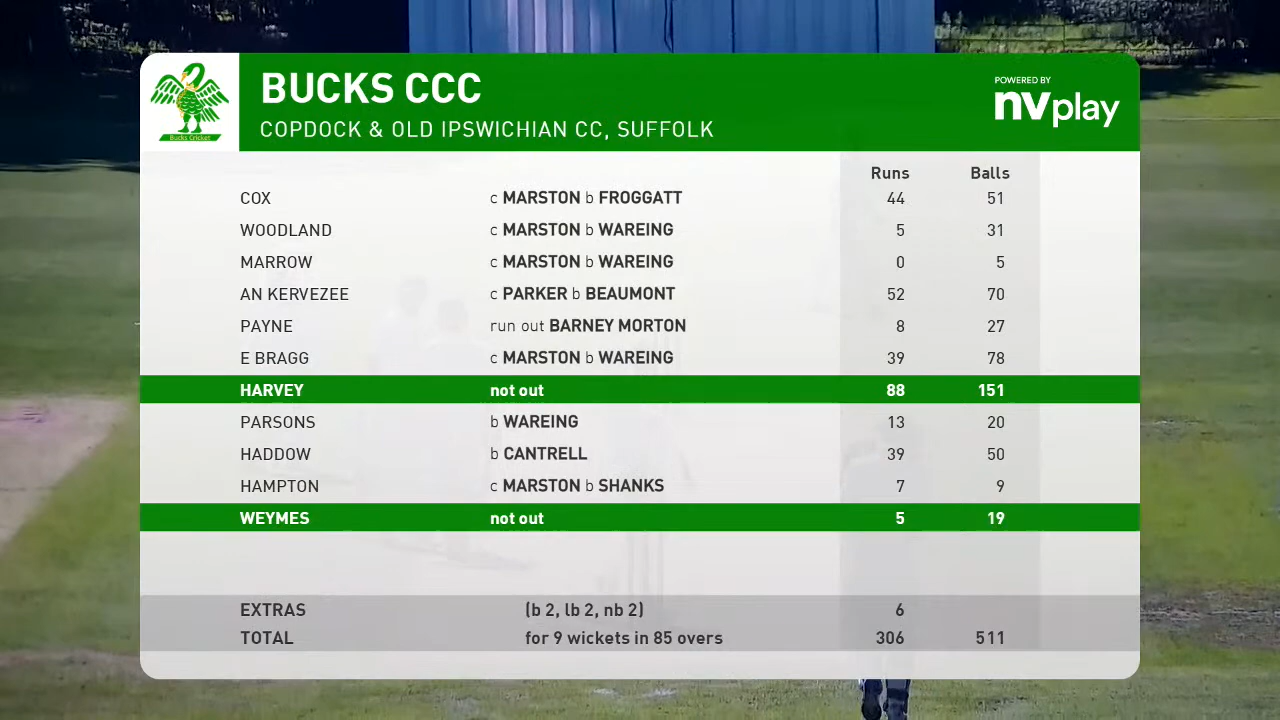 BUCKS CCC
COPDOCK & OLD IPSWICHIAN CC, SUFFOLK
POWERED BY
nvplay
Bucks Cricket
Runs Balls
COX c MARSTON b FROGGATT 44 51
WOODLAND c MARSTON b WAREING 5 31
MARROW c MARSTON b WAREING 0 5
AN KERVEZEE c PARKER b BEAUMONT 52 70
PAYNE run out BARNEY MORTON 8 27
E BRAGG c MARSTON b WAREING 39 78
HARVEY not out 88 151
PARSONS b WAREING 13 20
HADDOW b CANTRELL 39 50
HAMPTON c MARSTON b SHANKS 7 9
WEYMES not out 5 19
EXTRAS (b 2, lb 2, nb 2) 6
TOTAL for 9 wickets in 85 overs 306 511